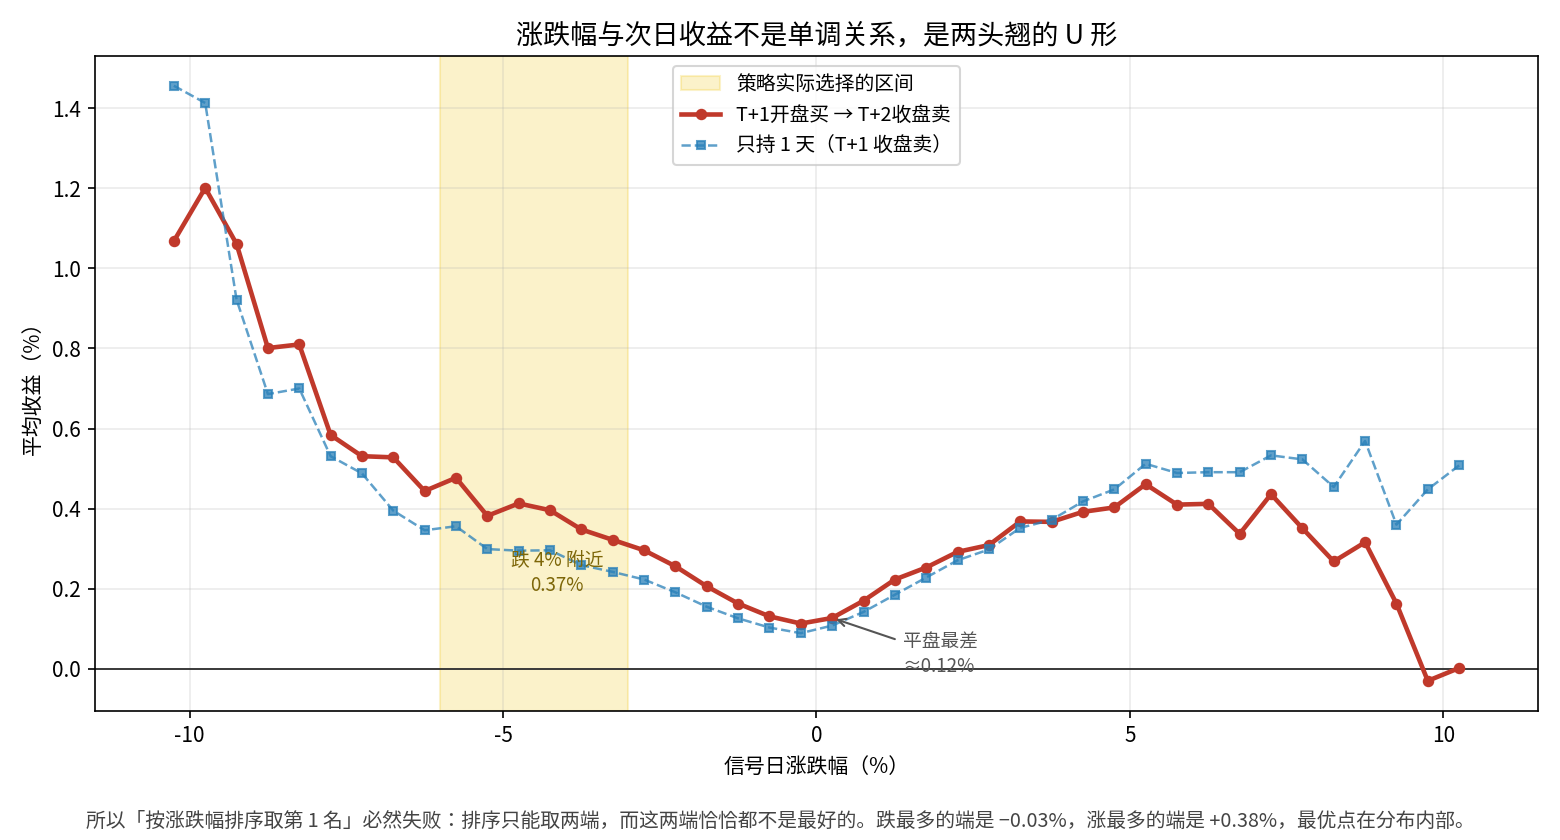 涨跌幅与次日收益不是单调关系，是两头翘的 U 形
策略实际选择的区间
T+1开盘买 → T+2收盘卖
只持 1 天（T+1 收盘卖）
平均收益（%）
1.4
1.2
1.0
0.8
0.6
0.4
0.2
0.0
跌 4% 附近
0.37%
平盘最差
≈0.12%
-10
-5
0
5
10
信号日涨跌幅（%）
所以「按涨跌幅排序取第 1 名」必然失败：排序只能取两端，而这两端恰恰都不是最好的。跌最多的端是 −0.03%，涨最多的端是 +0.38%，最优点在分布内部。